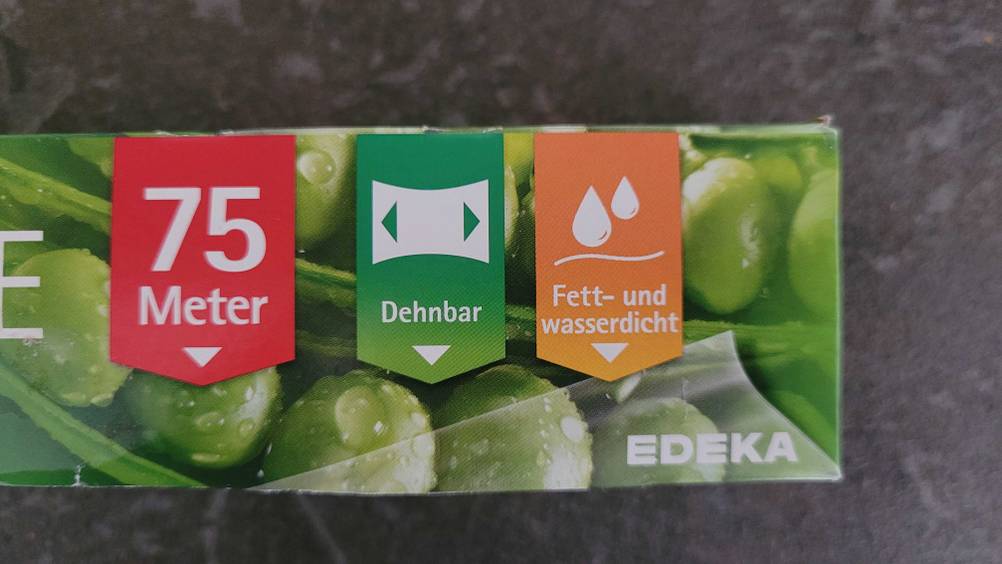 E
75
Meter
Dehnbar
Fett- und
wasserdicht
EDEKA